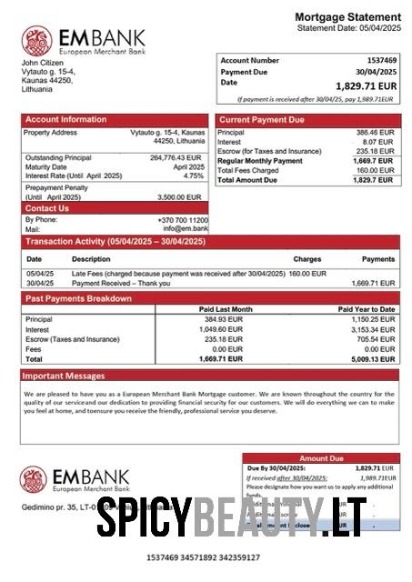 Mortgage Statement
Statement Date: 05/04/2025
EMBANK
European Merchant Bank
John Citizen
Vytauto g. 15-4,
Kaunas 44250,
Lithuania
Account Number 1537469
Payment Due 30/04/2025
Date
1,829.71 EUR
If payment is received after 30/04/25, pay 1,989.71EUR
Account Information
Property Address Vytauto g. 15-4, Kaunas
44250, Lithuania
Outstanding Principal 264,776.43 EUR
Maturity Date April 2025
Interest Rate (Until April 2025) 4.75%
Prepayment Penalty
(Until April 2025) 3,500.00 EUR
Contact Us
By Phone: +370 700 11200
Mail: info@em.bank
Current Payment Due
Principal 386.46 EUR
Interest 8.07 EUR
Escrow (for Taxes and Insurance) 235.18 EUR
Regular Monthly Payment 1,669.7 EUR
Total Fees Charged 160.00 EUR
Total Amount Due 1,829.7 EUR
Transaction Activity (05/04/2025 – 30/04/2025)
Date Description Charges Payments
05/04/25 Late Fees (charged because payment was received after 30/04/2025) 160.00 EUR
30/04/25 Payment Received – Thank you 1,669.71 EUR
Past Payments Breakdown
Paid Last Month Paid Year to Date
Principal 384.93 EUR 1,150.25 EUR
Interest 1,049.60 EUR 3,153.34 EUR
Escrow (Taxes and Insurance) 235.18 EUR 705.54 EUR
Fees 0.00 EUR 0.00 EUR
Total 1,669.71 EUR 5,009.13 EUR
Important Messages
We are pleased to have you as a European Merchant Bank Mortgage customer. We are known throughout the country for the
quality of our serviceand our dedication to providing financial security for our customers. We will do everything we can to make
you feel at home, and toensure you receive the friendly, professional service you deserve.
EMBANK
European Merchant Bank
Gedimino pr. 35, LT-0
Amount Due
Due By 30/04/2025: 1,829.71 EUR
If received after 30/04/25: 1,989.71EUR
Please designate how you want us to apply any additional
funds.
SPICYBEAUTY.LT
1537469 34571892 342359127